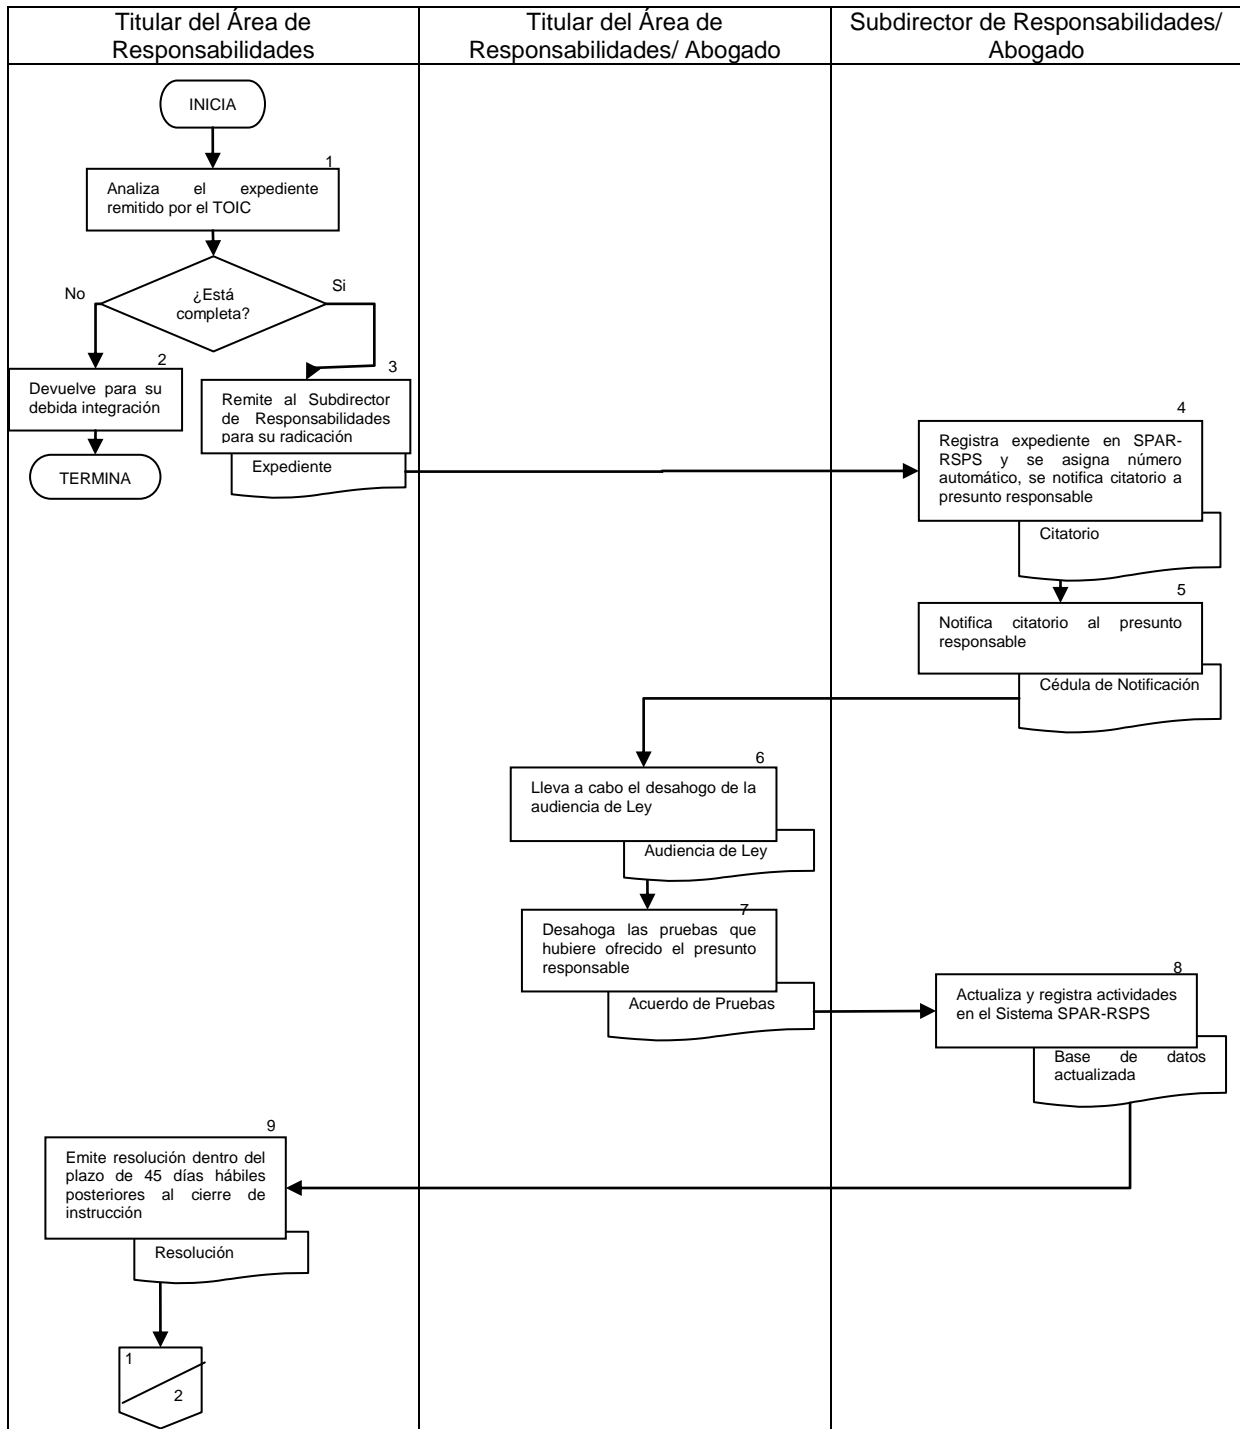 Titular del Área de
Responsabilidades
Titular del Área de
Responsabilidades/ Abogado
Subdirector de Responsabilidades/
Abogado
INICIA
1
Analiza el expediente
remitido por el TOIC
¿Está
completa?
No
Si
2
Devuelve para su
debida integración
TERMINA
3
Remite al Subdirector
de Responsabilidades
para su radicación
Expediente
4
Registra expediente en SPAR-
RSPS y se asigna número
automático, se notifica citatorio a
presunto responsable
Citatorio
5
Notifica citatorio al presunto
responsable
Cédula de Notificación
6
Lleva a cabo el desahogo de la
audiencia de Ley
Audiencia de Ley
7
Desahoga las pruebas que
hubiere ofrecido el presunto
responsable
Acuerdo de Pruebas
8
Actualiza y registra actividades
en el Sistema SPAR-RSPS
Base de datos
actualizada
9
Emite resolución dentro del
plazo de 45 días hábiles
posteriores al cierre de
instrucción
Resolución
1
2